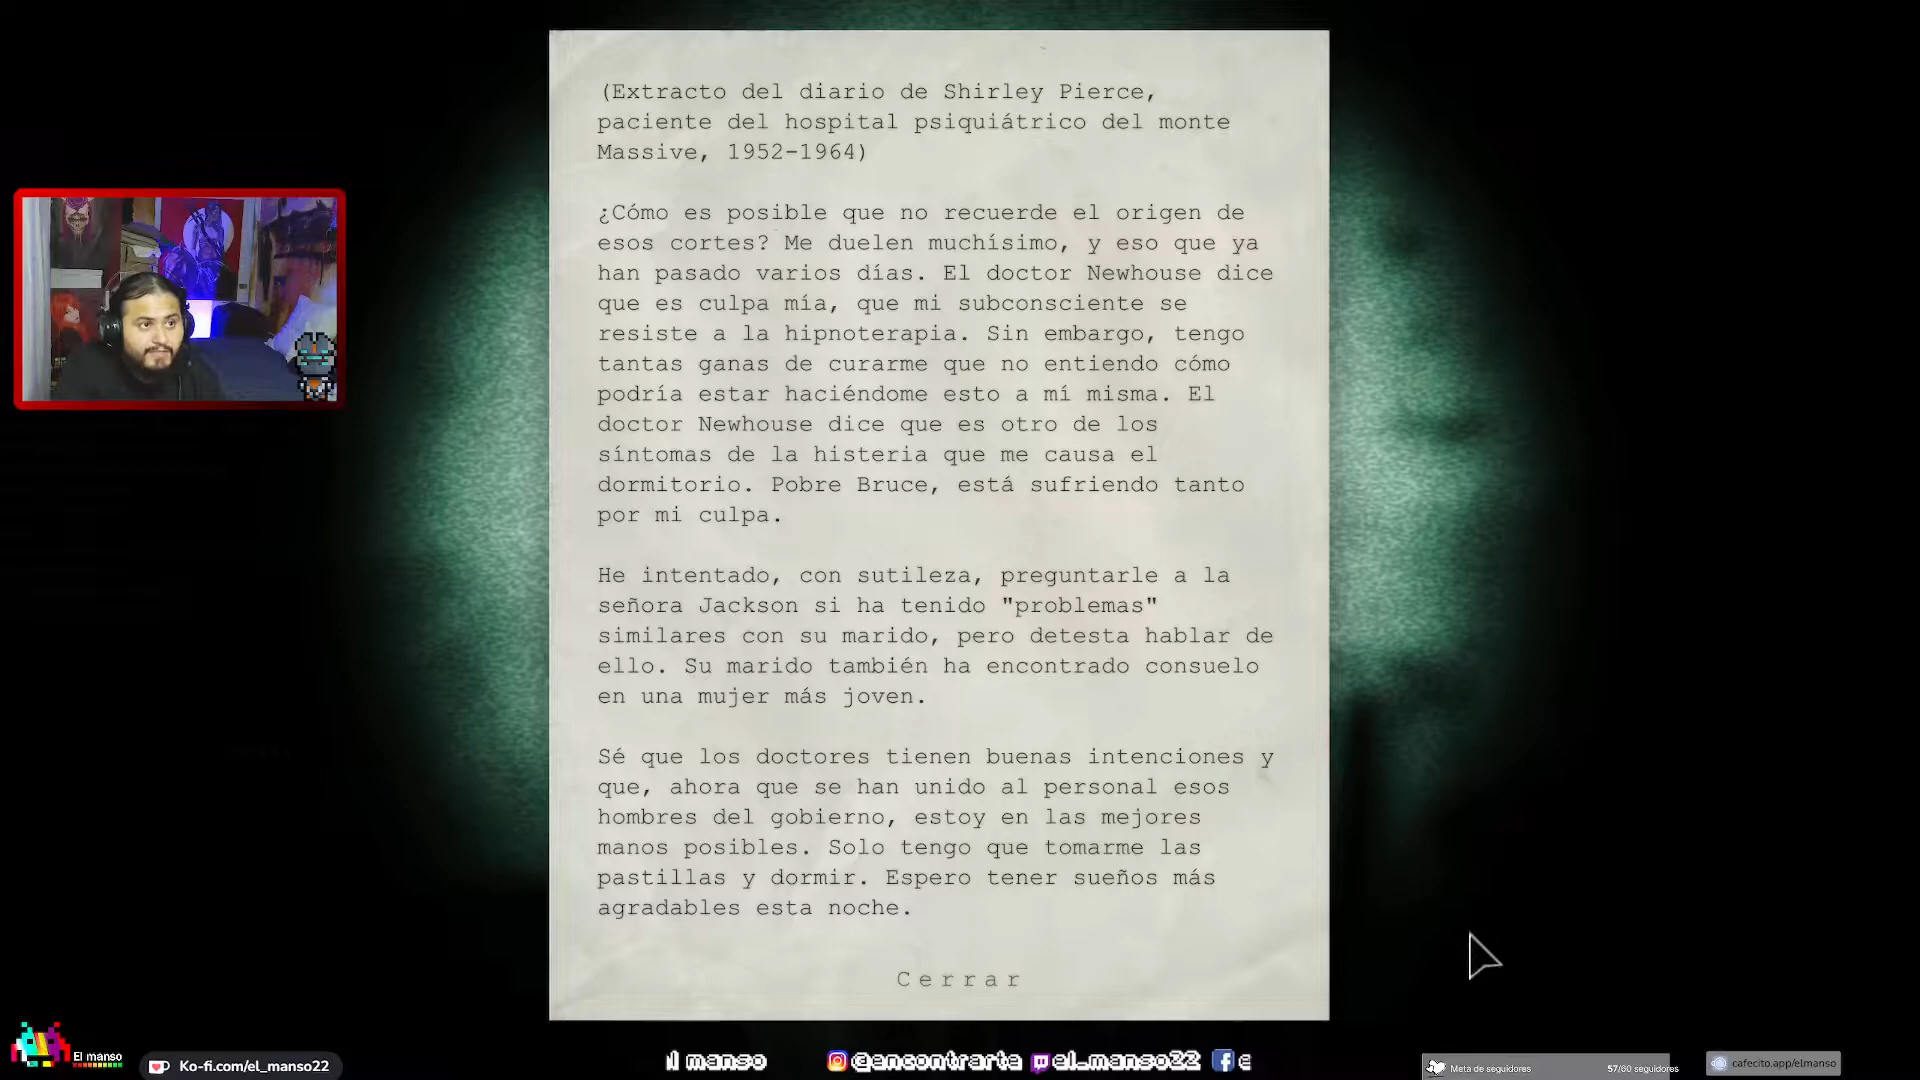 (Extracto del diario de Shirley Pierce,
paciente del hospital psiquiátrico del monte
Massive, 1952-1964)
¿Cómo es posible que no recuerde el origen de
esos cortes? Me duelen muchísimo, y eso que ya
han pasado varios días. El doctor Newhouse dice
que es culpa mía, que mi subconsciente se
resiste a la hipnoterapia. Sin embargo, tengo
tantas ganas de curarme que no entiendo cómo
podría estar haciéndome esto a mí misma. El
doctor Newhouse dice que es otro de los
síntomas de la histeria que me causa el
dormitorio. Pobre Bruce, está sufriendo tanto
por mi culpa.
He intentado, con sutileza, preguntarle a la
señora Jackson si ha tenido "problemas"
similares con su marido, pero detesta hablar de
ello. Su marido también ha encontrado consuelo
en una mujer más joven.
Sé que los doctores tienen buenas intenciones y
que, ahora que se han unido al personal esos
hombres del gobierno, estoy en las mejores
manos posibles. Solo tengo que tomarme las
pastillas y dormir. Espero tener sueños más
agradables esta noche.
Cerrar
El manso
Ko-fi.com/el_manso22
l manso @encontrarta el_manso22 e
Meta de seguidores 57/60 seguidores
cafecito.app/elmanso